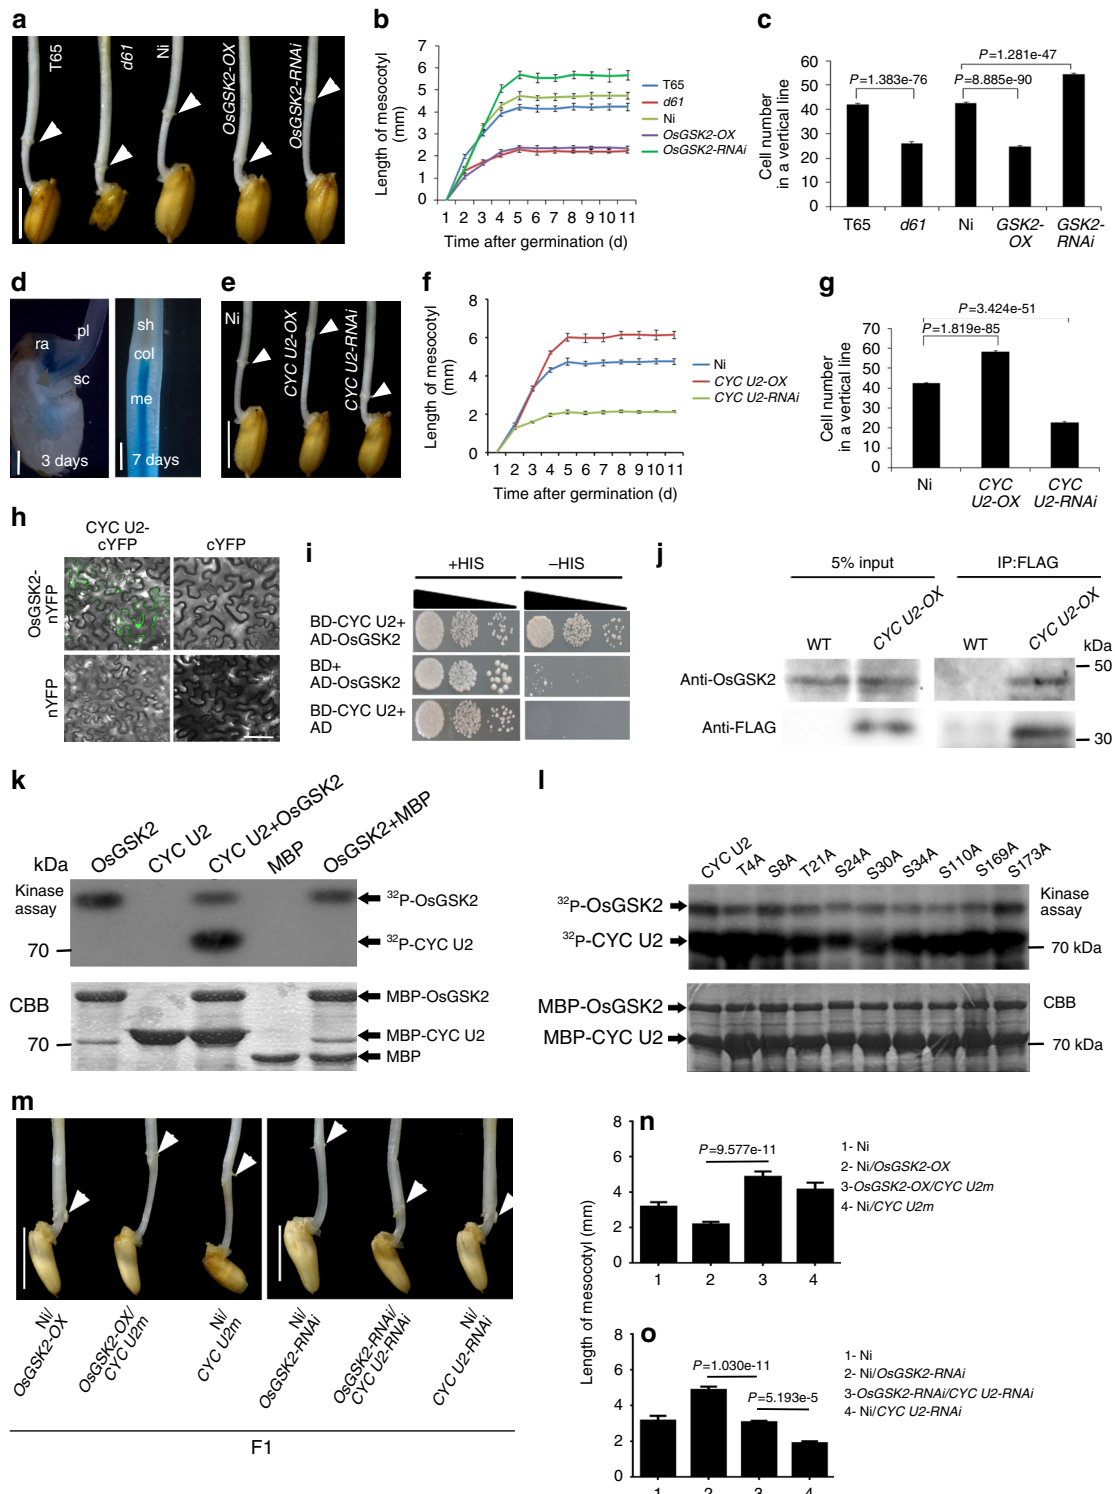 a
T65
d61
Ni
OsGSK2-OX
OsGSK2-RNAi
b
Length of mesocotyl
(mm)
7
6
5
4
3
2
1
0
1 2 3 4 5 6 7 8 9 10 11
Time after germination (d)
T65
d61
Ni
OsGSK2-OX
OsGSK2-RNAi
c
Cell number
in a vertical line
60
50
40
30
20
10
0
P=1.281e-47
P=1.383e-76
P=8.885e-90
T65 d61 Ni GSK2-OX GSK2-RNAi
d
ra
pl
sc
3 days
sh
col
me
7 days
e
Ni
CYC U2-OX
CYC U2-RNAi
f
Length of mesocotyl
(mm)
8
6
4
2
0
1 2 3 4 5 6 7 8 9 10 11
Time after germination (d)
Ni
CYC U2-OX
CYC U2-RNAi
g
Cell number
in a vertical line
70
60
50
40
30
20
10
0
P=3.424e-51
P=1.819e-85
Ni CYC U2-OX CYC U2-RNAi
h
CYC U2-
cYFP
cYFP
OsGSK2-
nYFP
nYFP
i
+HIS
–HIS
BD-CYC U2+
AD-OsGSK2
BD+
AD-OsGSK2
BD-CYC U2+
AD
j
5% input
IP:FLAG
WT
CYC U2-OX
WT
CYC U2-OX
kDa
Anti-OsGSK2
50
Anti-FLAG
30
k
kDa
OsGSK2
CYC U2
CYC U2+OsGSK2
MBP
OsGSK2+MBP
Kinase
assay
70
³²P-OsGSK2
³²P-CYC U2
CBB
70
MBP-OsGSK2
MBP-CYC U2
MBP
l
CYC U2
T4A
S8A
T21A
S24A
S30A
S34A
S110A
S169A
S173A
³²P-OsGSK2
³²P-CYC U2
Kinase
assay
70 kDa
MBP-OsGSK2
MBP-CYC U2
CBB
70 kDa
m
Ni/
OsGSK2-OX
OsGSK2-OX/
CYC U2m
Ni/
CYC U2m
Ni/
OsGSK2-RNAi
OsGSK2-RNAi/
CYC U2-RNAi
Ni/
CYC U2-RNAi
F1
Length of mesocotyl (mm)
n
8
6
4
2
0
P=9.577e-11
1 2 3 4
1- Ni
2- Ni/OsGSK2-OX
3-OsGSK2-OX/CYC U2m
4- Ni/CYC U2m
o
8
6
4
2
0
P=1.030e-11
P=5.193e-5
1 2 3 4
1- Ni
2- Ni/OsGSK2-RNAi
3-OsGSK2-RNAi/CYC U2-RNAi
4- Ni/CYC U2-RNAi